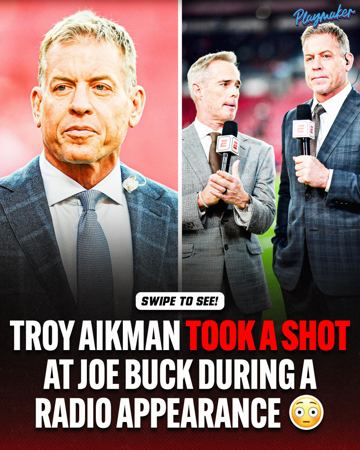 Playmaker
SWIPE TO SEE!
TROY AIKMAN TOOK A SHOT
AT JOE BUCK DURING A
RADIO APPEARANCE 😳